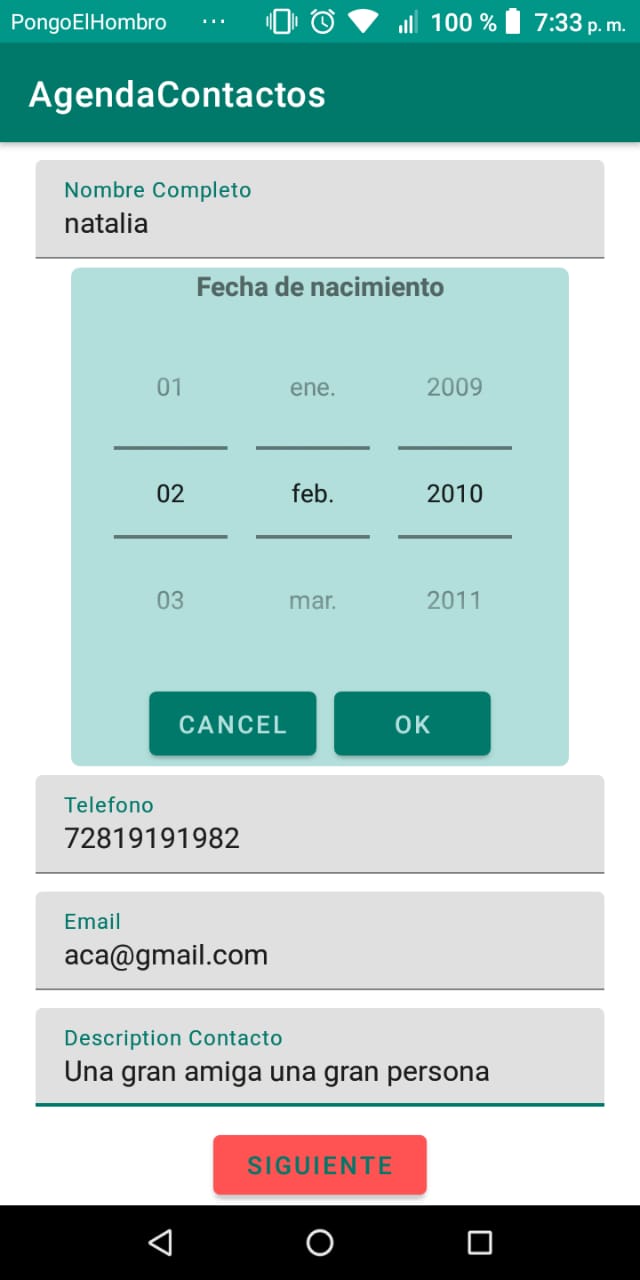 PongoElHombro ... 100 % 7:33 p. m.
AgendaContactos
Nombre Completo
natalia
Fecha de nacimiento
01 ene. 2009
02 feb. 2010
03 mar. 2011
CANCEL OK
Telefono
72819191982
Email
aca@gmail.com
Description Contacto
Una gran amiga una gran persona
SIGUIENTE